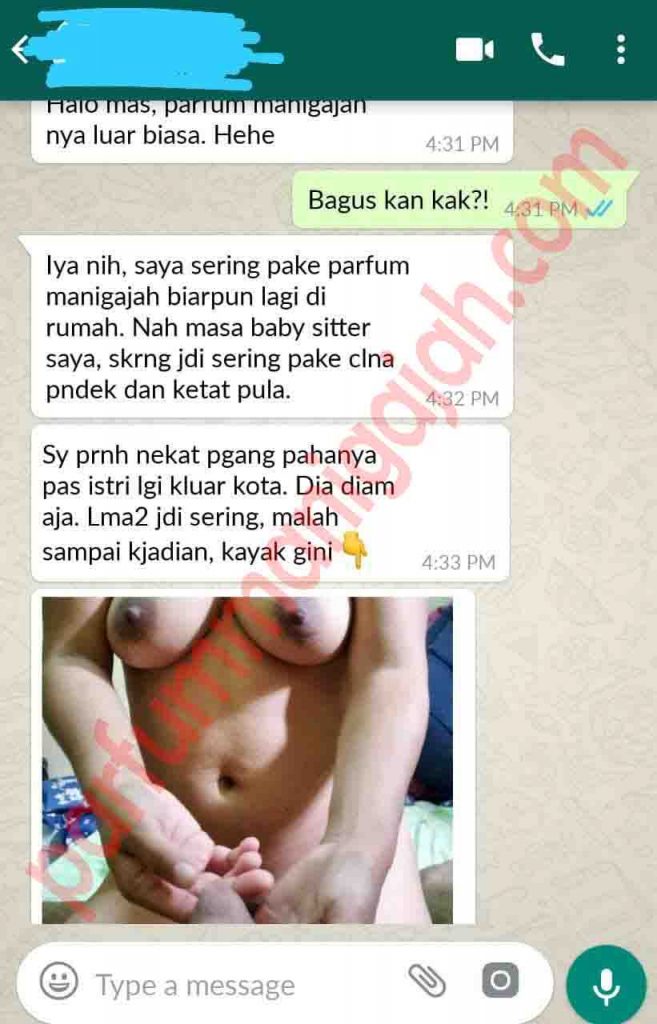 Halo mas, parfum manigajah
nya luar biasa. Hehe
4:31 PM
Bagus kan kak?! 4:31 PM
Iya nih, saya sering pake parfum
manigajah biarpun lagi di
rumah. Nah masa baby sitter
saya, skrng jdi sering pake clna
pndek dan ketat pula.
4:32 PM
Sy prnh nekat pgang pahanya
pas istri lgi kluar kota. Dia diam
aja. Lma2 jdi sering, malah
sampai kjadian, kayak gini 👇
4:33 PM
parfummanigajah.com
Type a message